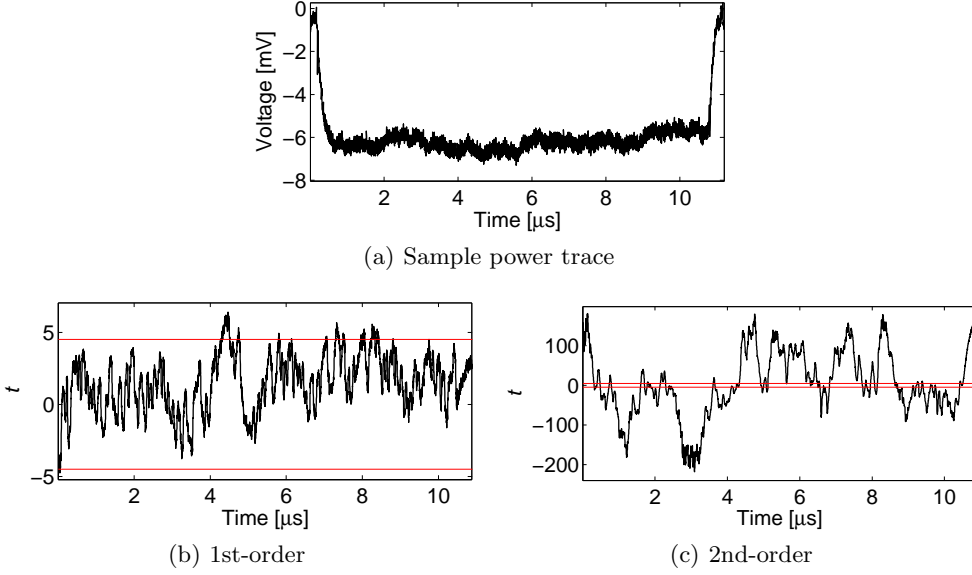 0
−2
−4
−6
−8
Voltage [mV]
2 4 6 8 10
Time [µs]
(a) Sample power trace
5
0
−5
t
2 4 6 8 10
Time [µs]
(b) 1st-order
100
0
−100
−200
t
2 4 6 8 10
Time [µs]
(c) 2nd-order